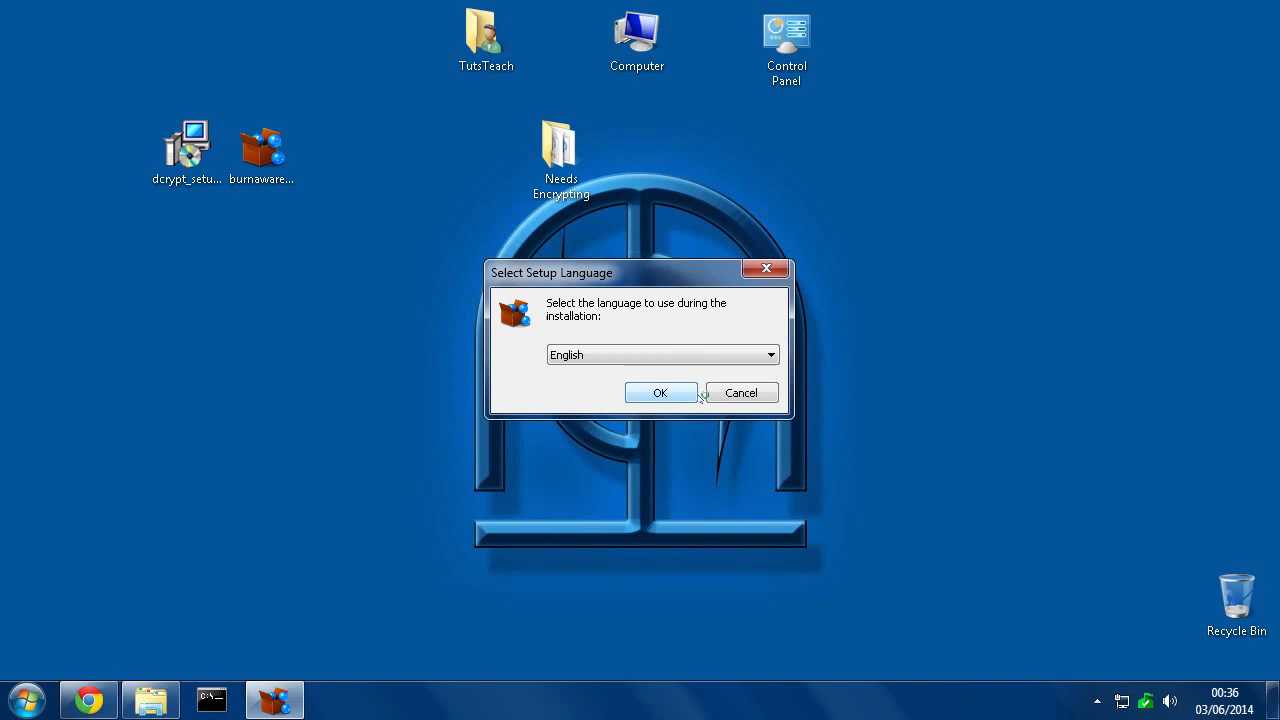 TutsTeach
Computer
Control
Panel
dcrypt_setu...
burnaware...
Needs
Encrypting
Select Setup Language
Select the language to use during the
installation:
English
OK
Cancel
Recycle Bin
C:\_
00:36
03/06/2014